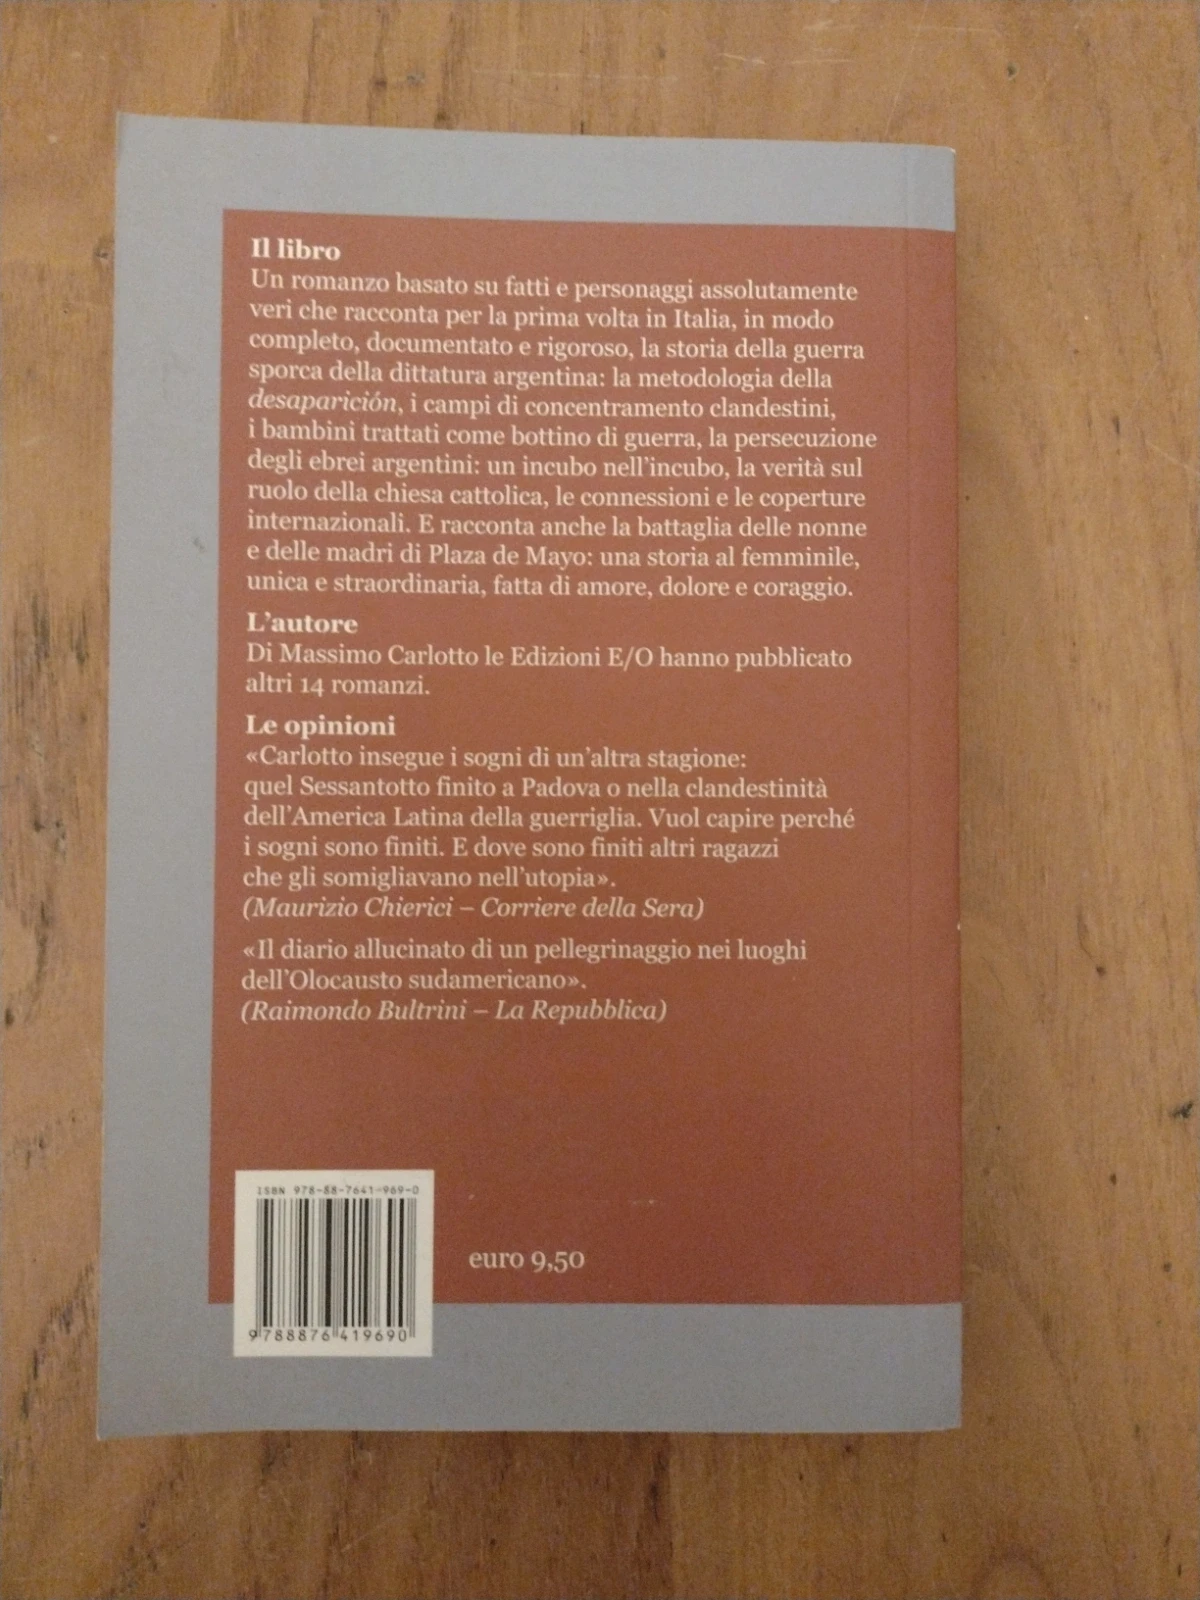 Il libro
Un romanzo basato su fatti e personaggi assolutamente
veri che racconta per la prima volta in Italia, in modo
completo, documentato e rigoroso, la storia della guerra
sporca della dittatura argentina: la metodologia della
desaparición, i campi di concentramento clandestini,
i bambini trattati come bottino di guerra, la persecuzione
degli ebrei argentini: un incubo nell'incubo, la verità sul
ruolo della chiesa cattolica, le connessioni e le coperture
internazionali. E racconta anche la battaglia delle nonne
e delle madri di Plaza de Mayo: una storia al femminile,
unica e straordinaria, fatta di amore, dolore e coraggio.
L'autore
Di Massimo Carlotto le Edizioni E/O hanno pubblicato
altri 14 romanzi.
Le opinioni
«Carlotto insegue i sogni di un'altra stagione:
quel Sessantotto finito a Padova o nella clandestinità
dell'America Latina della guerriglia. Vuol capire perché
i sogni sono finiti. E dove sono finiti altri ragazzi
che gli somigliavano nell'utopia».
(Maurizio Chierici – Corriere della Sera)
«Il diario allucinato di un pellegrinaggio nei luoghi
dell'Olocausto sudamericano».
(Raimondo Bultrini – La Repubblica)
ISBN 978-88-7641-969-0
euro 9,50
9 788876 419690